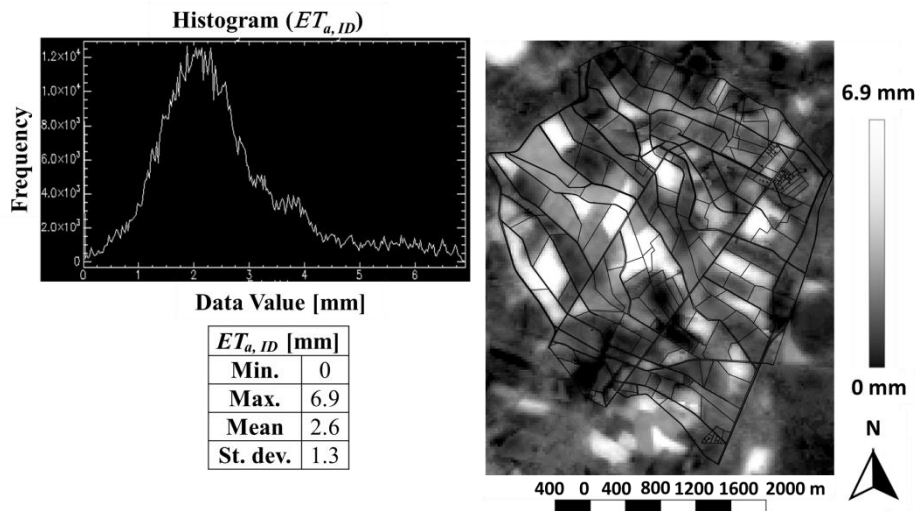 Histogram (ETa, ID)
Frequency
1.2×10⁴
1.0×10⁴
8.0×10³
6.0×10³
4.0×10³
2.0×10³
0
0 1 2 3 4 5 6
Data Value [mm]
ETa, ID [mm]
Min. 0
Max. 6.9
Mean 2.6
St. dev. 1.3
6.9 mm
0 mm
N
400 0 400 800 1200 1600 2000 m